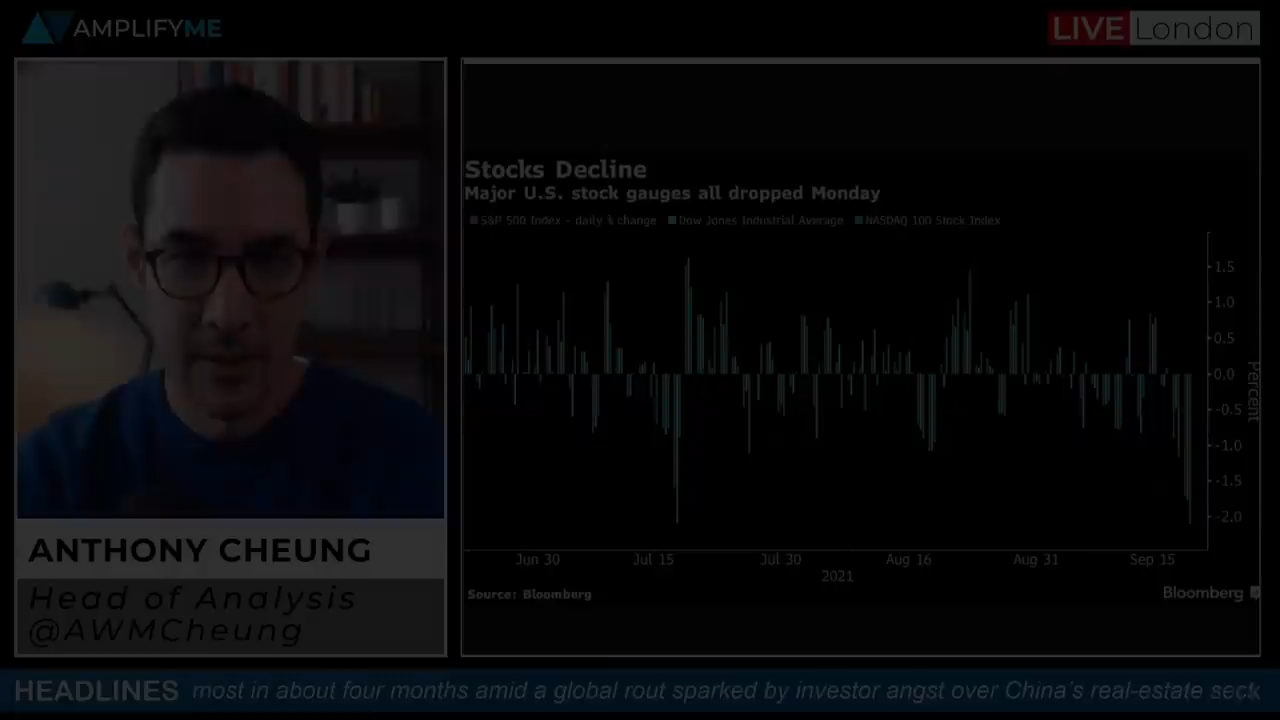 AMPLIFYME
LIVE London
Stocks Decline
Major U.S. stock gauges all dropped Monday
S&P 500 Index - daily % change Dow Jones Industrial Average NASDAQ 100 Stock Index
1.5
1.0
0.5
0.0
-0.5
-1.0
-1.5
-2.0
Percent
Jun 30 Jul 15 Jul 30 Aug 16 Aug 31 Sep 15
2021
Source: Bloomberg
Bloomberg
ANTHONY CHEUNG
Head of Analysis
@AWMCheung
HEADLINES most in about four months amid a global rout sparked by investor angst over China's real-estate